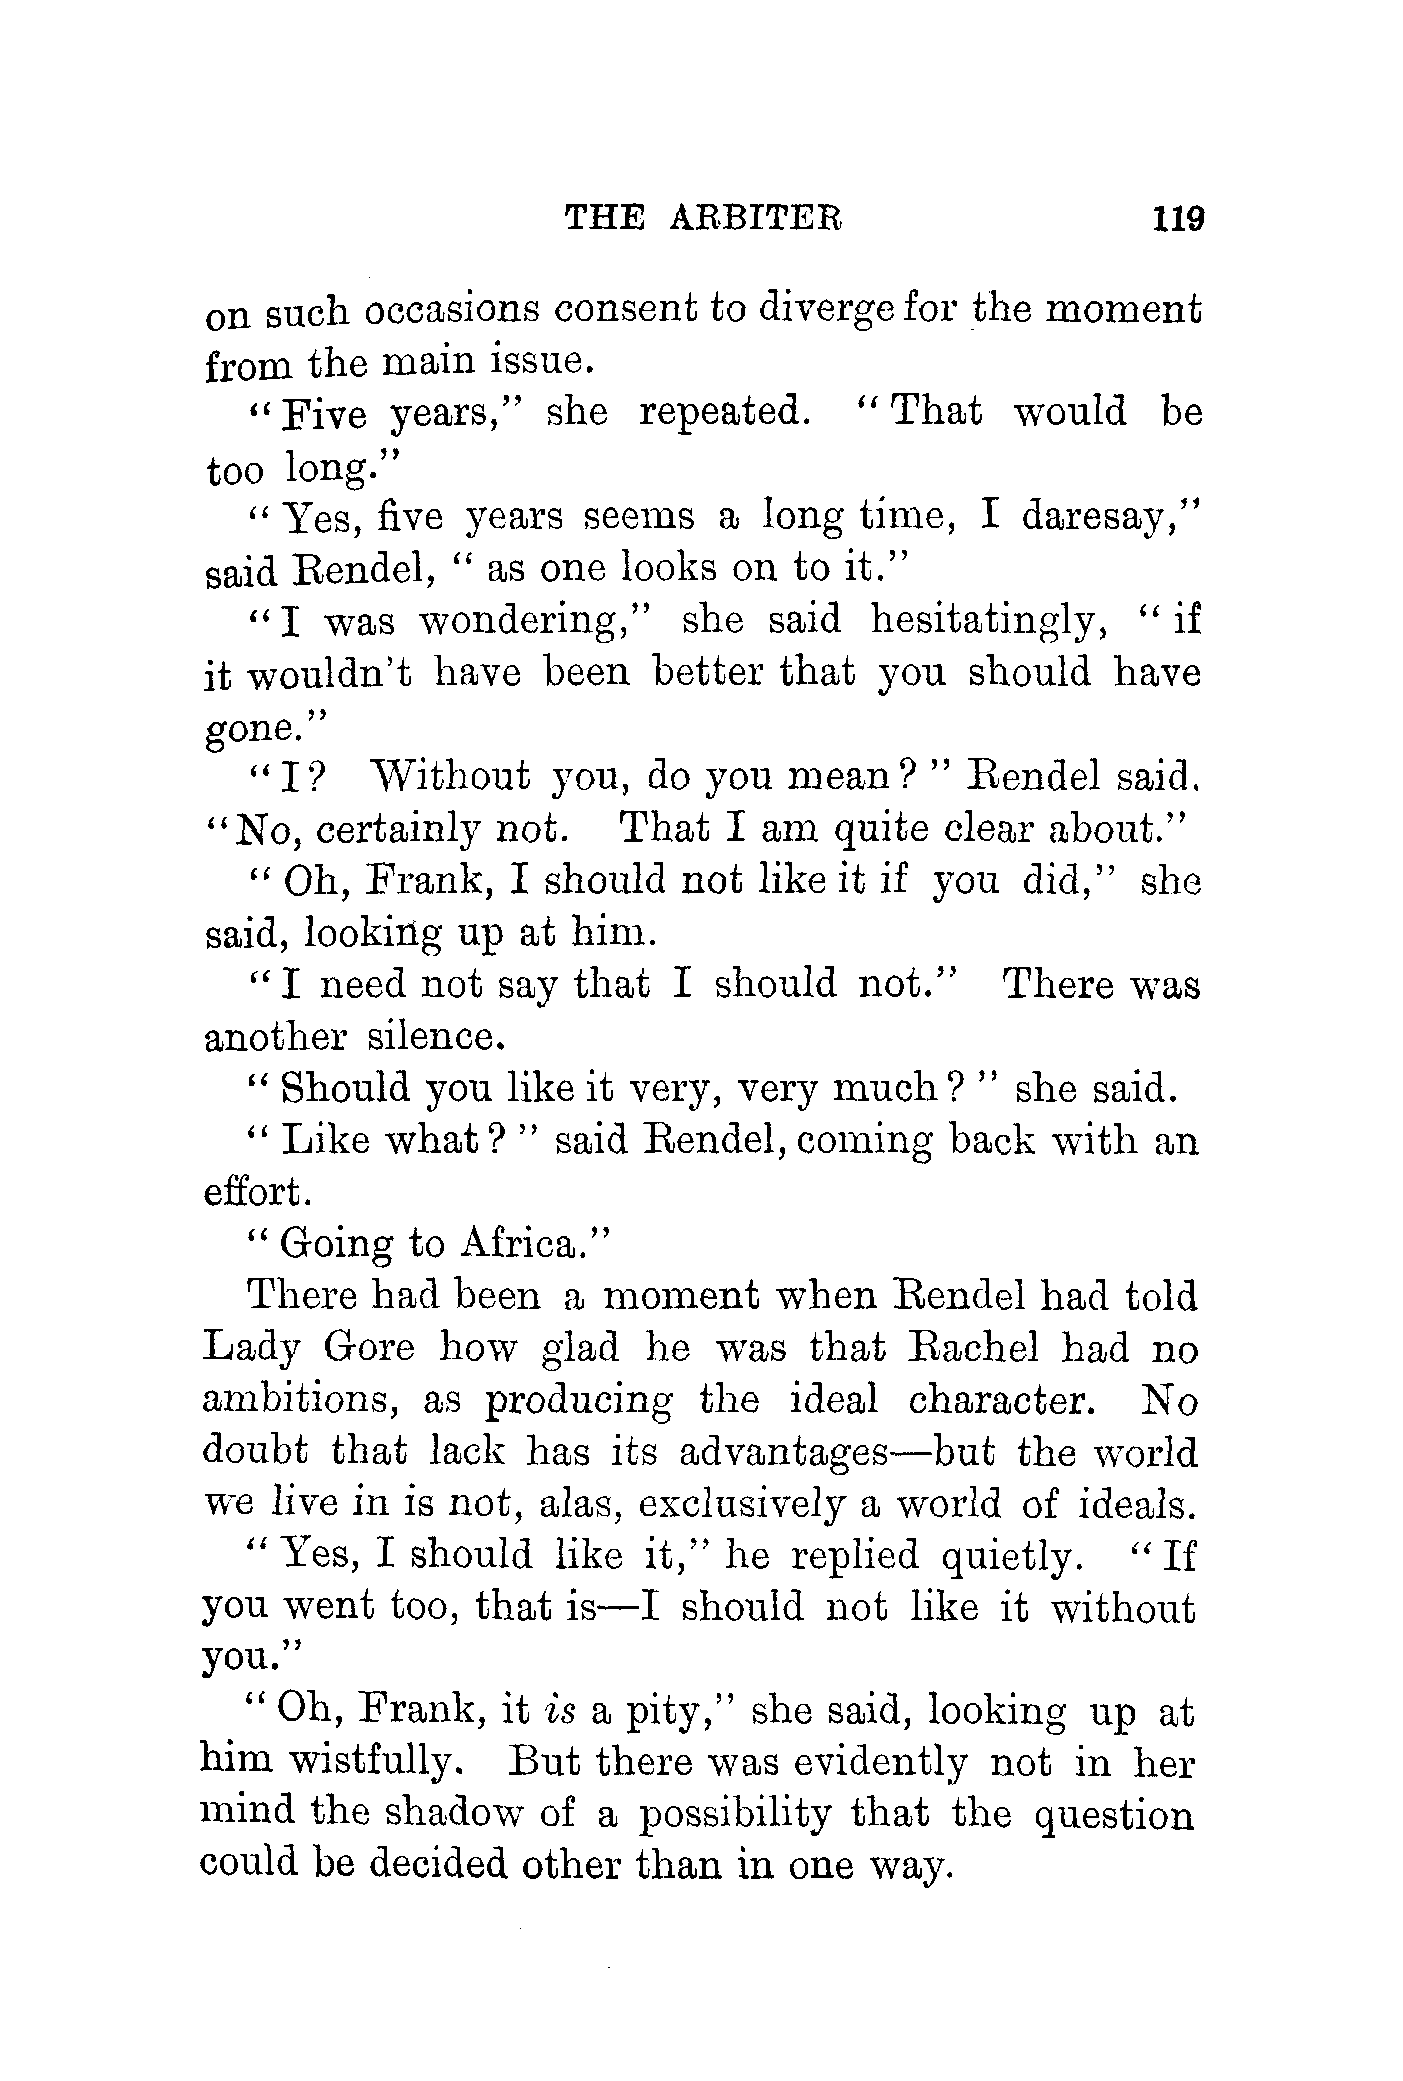 THE ARBITER 119
on such occasions consent to diverge for the moment
from the main issue.
“Five years,” she repeated. “That would be
too long.”
“Yes, five years seems a long time, I daresay,”
said Rendel, “as one looks on to it.”
“I was wondering,” she said hesitatingly, “if
it wouldn’t have been better that you should have
gone.”
“I? Without you, do you mean?” Rendel said.
“No, certainly not. That I am quite clear about.”
“Oh, Frank, I should not like it if you did,” she
said, looking up at him.
“I need not say that I should not.” There was
another silence.
“Should you like it very, very much?” she said.
“Like what?” said Rendel, coming back with an
effort.
“Going to Africa.”
There had been a moment when Rendel had told
Lady Gore how glad he was that Rachel had no
ambitions, as producing the ideal character. No
doubt that lack has its advantages—but the world
we live in is not, alas, exclusively a world of ideals.
“Yes, I should like it,” he replied quietly. “If
you went too, that is—I should not like it without
you.”
“Oh, Frank, it is a pity,” she said, looking up at
him wistfully. But there was evidently not in her
mind the shadow of a possibility that the question
could be decided other than in one way.